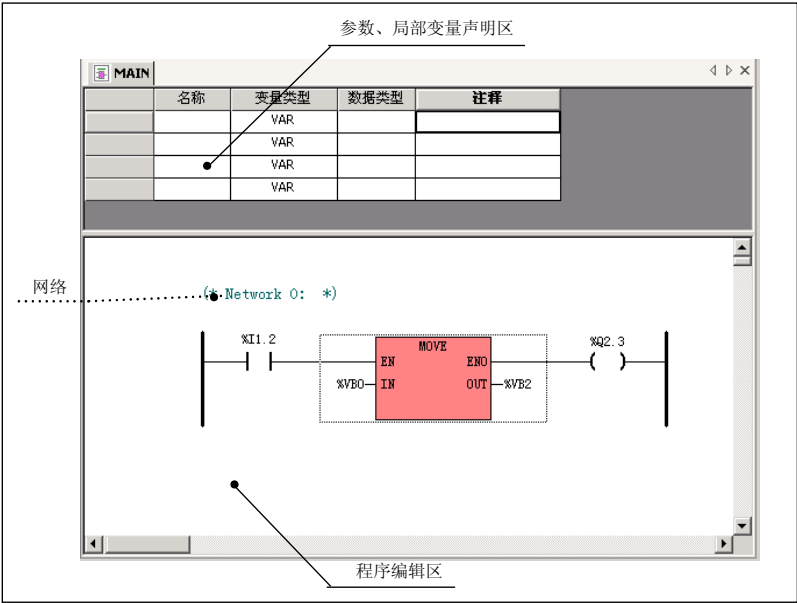 参数、局部变量声明区
MAIN
名称 变量类型 数据类型 注释
VAR
VAR
VAR
VAR
网络
(* Network 0:  *)
%I1.2 MOVE %Q2.3
EN ENO
%VB0 IN OUT %VB2
程序编辑区